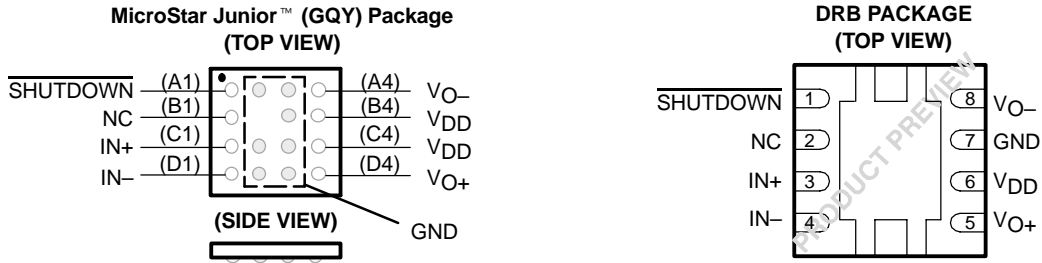 MicroStar Junior™ (GQY) Package
(TOP VIEW)
SHUTDOWN (A1) (A4) VO–
NC (B1) (B4) VDD
IN+ (C1) (C4) VDD
IN– (D1) (D4) VO+
(SIDE VIEW)
GND
DRB PACKAGE
(TOP VIEW)
SHUTDOWN 1 8 VO–
NC 2 7 GND
IN+ 3 6 VDD
IN– 4 5 VO+
PRODUCT PREVIEW